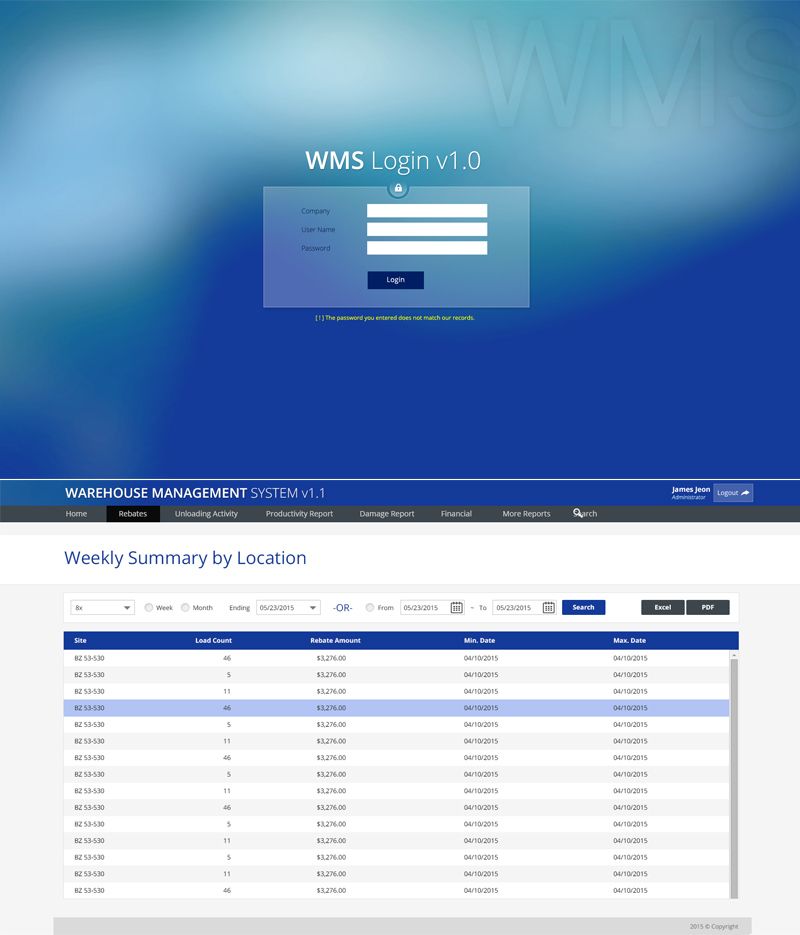 WMS
WMS Login v1.0
Company
User Name
Password
Login
[ ! ] The password you entered does not match our records.
WAREHOUSE MANAGEMENT SYSTEM v1.1
James Jeon
Administrator
Logout
Home Rebates Unloading Activity Productivity Report Damage Report Financial More Reports Search
Weekly Summary by Location
8x Week Month Ending 05/23/2015 -OR- From 05/23/2015 ~ To 05/23/2015 Search Excel PDF
Site Load Count Rebate Amount Min. Date Max. Date
BZ 53-530 46 $3,276.00 04/10/2015 04/10/2015
BZ 53-530 5 $3,276.00 04/10/2015 04/10/2015
BZ 53-530 11 $3,276.00 04/10/2015 04/10/2015
BZ 53-530 46 $3,276.00 04/10/2015 04/10/2015
BZ 53-530 5 $3,276.00 04/10/2015 04/10/2015
BZ 53-530 11 $3,276.00 04/10/2015 04/10/2015
BZ 53-530 46 $3,276.00 04/10/2015 04/10/2015
BZ 53-530 5 $3,276.00 04/10/2015 04/10/2015
BZ 53-530 11 $3,276.00 04/10/2015 04/10/2015
BZ 53-530 46 $3,276.00 04/10/2015 04/10/2015
BZ 53-530 5 $3,276.00 04/10/2015 04/10/2015
BZ 53-530 11 $3,276.00 04/10/2015 04/10/2015
BZ 53-530 5 $3,276.00 04/10/2015 04/10/2015
BZ 53-530 11 $3,276.00 04/10/2015 04/10/2015
BZ 53-530 46 $3,276.00 04/10/2015 04/10/2015
2015 © Copyright